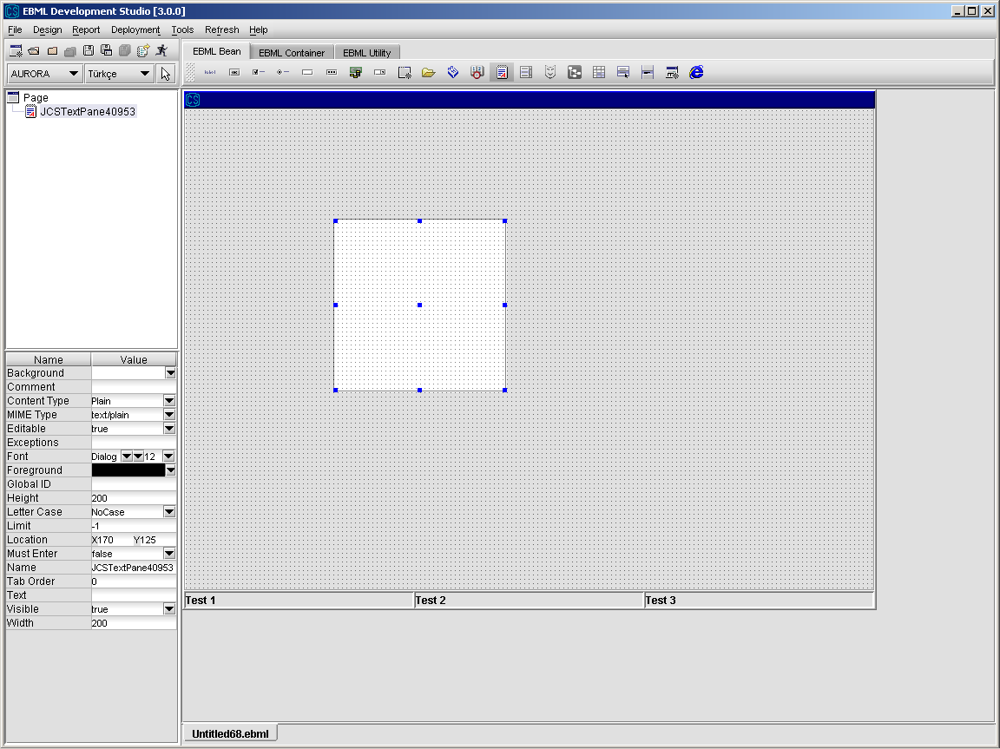 EBML Development Studio [3.0.0]
File Design Report Deployment Tools Refresh Help
EBML Bean EBML Container EBML Utility
AURORA Türkçe
Page
JCSTextPane40953
Name Value
Background
Comment
Content Type Plain
MIME Type text/plain
Editable true
Exceptions
Font Dialog 12
Foreground
Global ID
Height 200
Letter Case NoCase
Limit -1
Location X170 Y125
Must Enter false
Name JCSTextPane40953
Tab Order 0
Text
Visible true
Width 200
Test 1 Test 2 Test 3
Untitled68.ebml